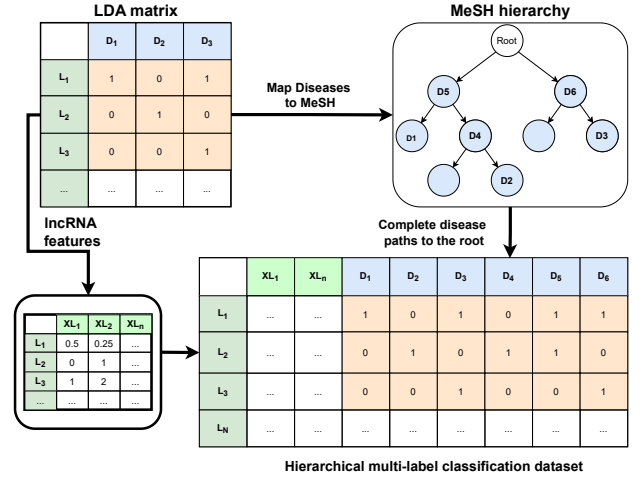 LDA matrix
MeSH hierarchy
D1 D2 D3
L1 1 0 1
L2 0 1 0
L3 0 0 1
... ... ... ...
Map Diseases
to MeSH
Root
D5 D6
D1 D4 D3
D2
lncRNA
features
Complete disease
paths to the root
XL1 XL2 XLn
L1 0.5 0.25 ...
L2 0 1 ...
L3 1 2 ...
... ... ... ...
XL1 XLn D1 D2 D3 D4 D5 D6
L1 ... ... 1 0 1 0 1 1
L2 ... ... 0 1 0 1 1 0
L3 ... ... 0 0 1 0 0 1
LN ... ... ... ... ... ... ... ...
Hierarchical multi-label classification dataset